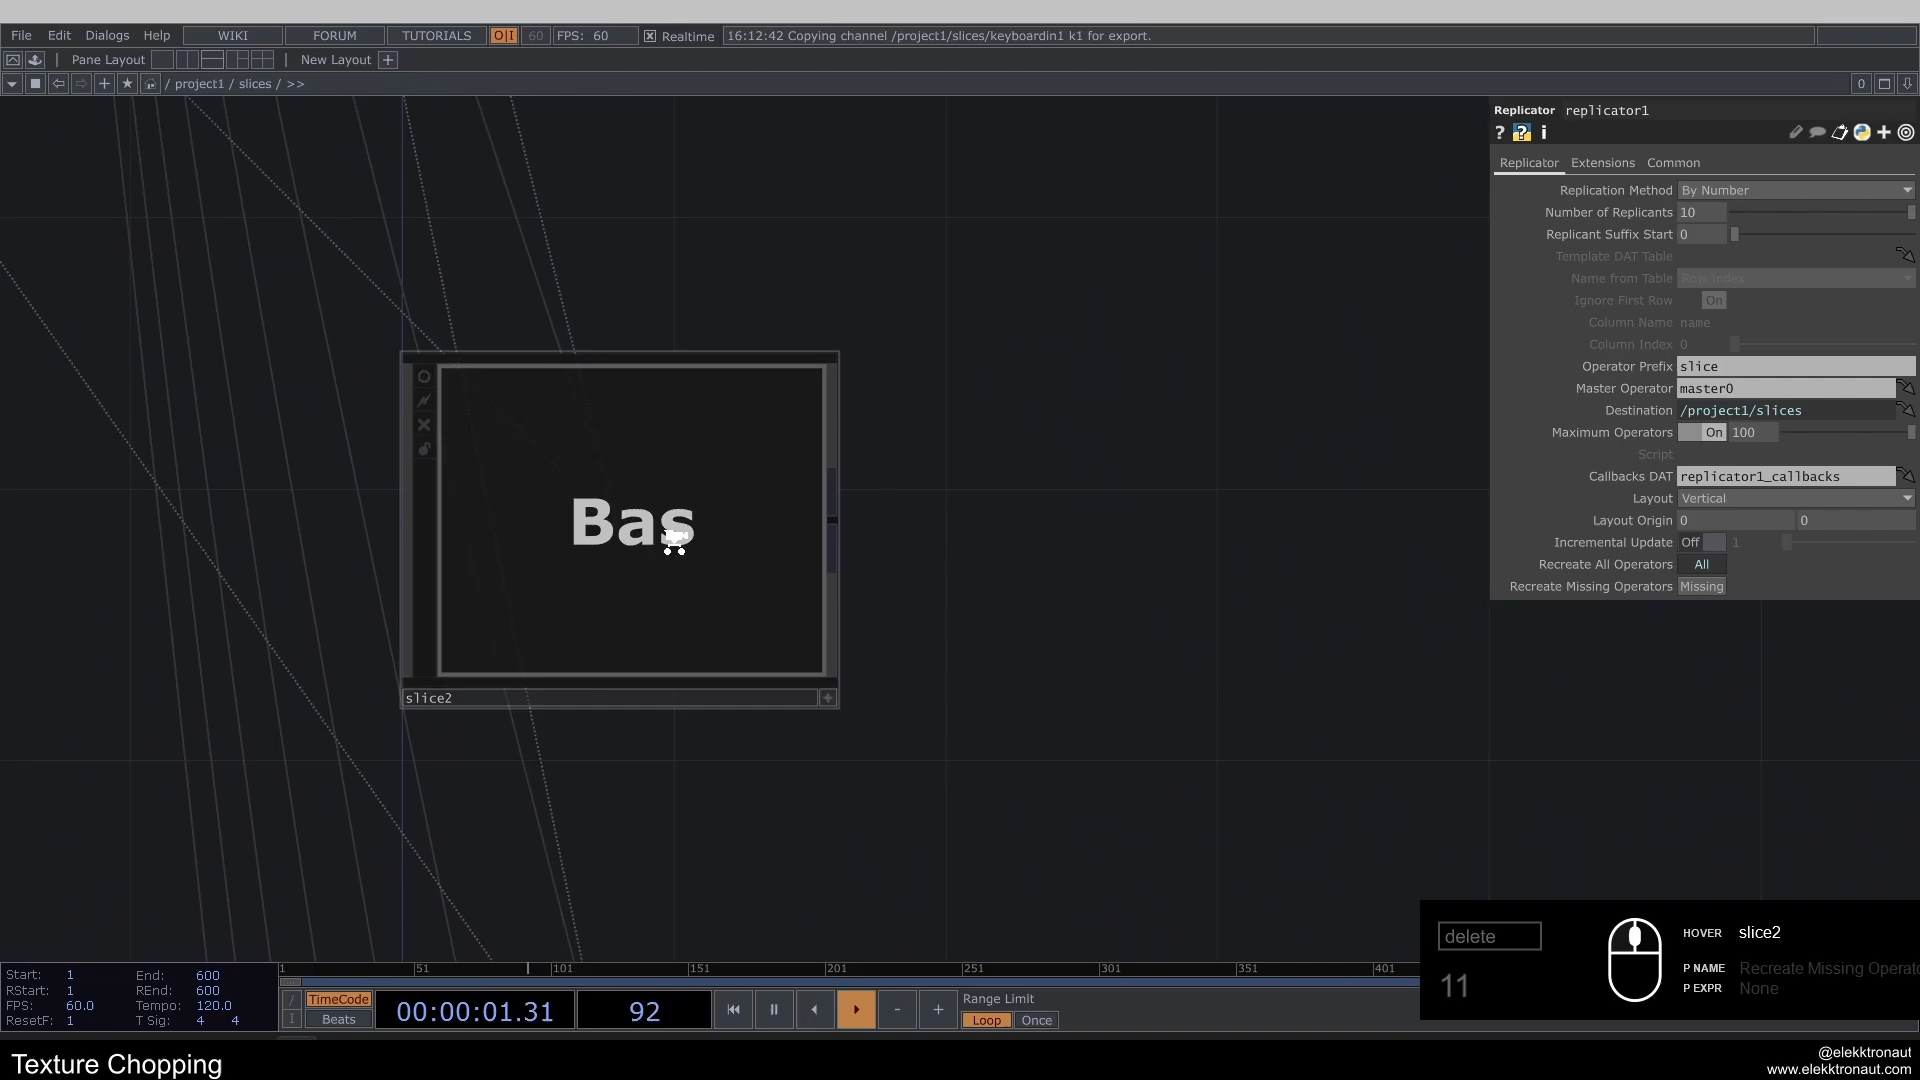 File Edit Dialogs Help WIKI FORUM TUTORIALS O|I 60 FPS: 60 Realtime 16:12:42 Copying channel /project1/slices/keyboardin1 k1 for export.
Pane Layout New Layout +
/ project1 / slices / >> 0
Replicator replicator1
? ? i
Replicator Extensions Common
Replication Method By Number
Number of Replicants 10
Replicant Suffix Start 0
Template DAT Table
Name from Table Row Index
Ignore First Row On
Column Name name
Column Index 0
Operator Prefix slice
Master Operator master0
Destination /project1/slices
Maximum Operators On 100
Script
Callbacks DAT replicator1_callbacks
Layout Vertical
Layout Origin 0 0
Incremental Update Off 1
Recreate All Operators All
Recreate Missing Operators Missing
Bas
slice2
delete
11
HOVER slice2
P NAME Recreate Missing Operato
P EXPR None
1 51 101 151 201 251 301 351 401
Start: 1 End: 600
RStart: 1 REnd: 600
FPS: 60.0 Tempo: 120.0
ResetF: 1 T Sig: 4 4
TimeCode
Beats
00:00:01.31
92
Range Limit
Loop Once
Texture Chopping
@elekktronaut
www.elekktronaut.com